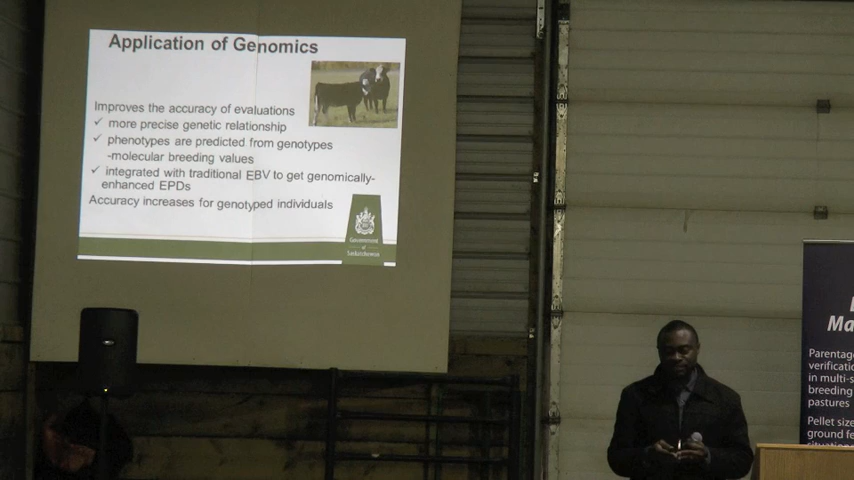 Application of Genomics
Improves the accuracy of evaluations
✓ more precise genetic relationship
✓ phenotypes are predicted from genotypes
-molecular breeding values
✓ integrated with traditional EBV to get genomically-
enhanced EPDs
Accuracy increases for genotyped individuals
Government
of
Saskatchewan
Ma
Parentage
verificatio
in multi-s
breeding
pastures
Pellet size
ground fe